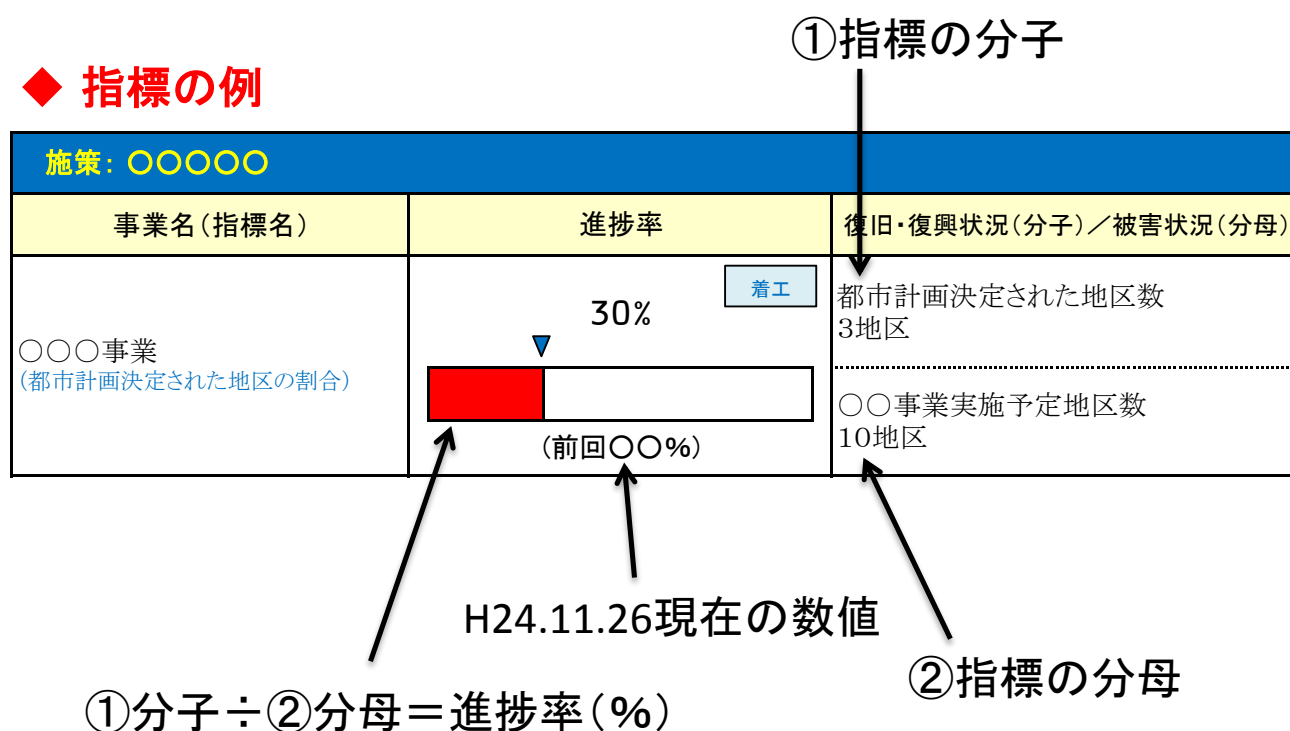 ①指標の分子
◆ 指標の例
施策: ○○○○○
事業名(指標名)
進捗率
復旧・復興状況(分子)／被害状況(分母)
○○○事業
(都市計画決定された地区の割合)
30%
着工
(前回○○%)
都市計画決定された地区数
3地区
○○事業実施予定地区数
10地区
H24.11.26現在の数値
②指標の分母
①分子÷②分母＝進捗率(%)